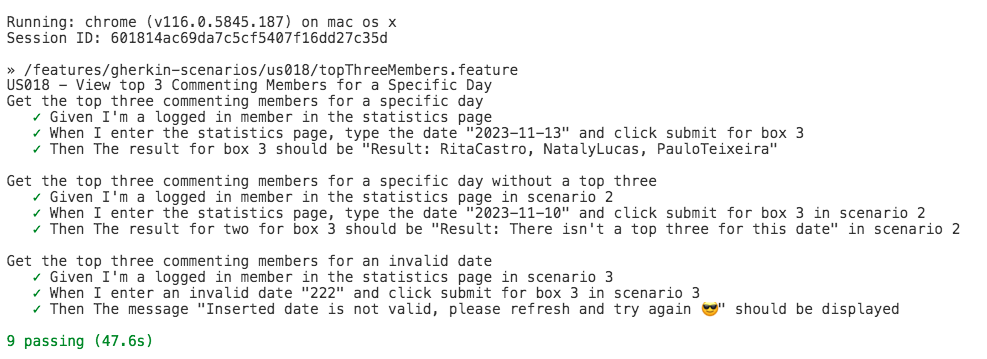 Running: chrome (v116.0.5845.187) on mac os x
Session ID: 601814ac69da7c5cf5407f16dd27c35d
» /features/gherkin-scenarios/us018/topThreeMembers.feature
US018 – View top 3 Commenting Members for a Specific Day
Get the top three commenting members for a specific day
✓ Given I'm a logged in member in the statistics page
✓ When I enter the statistics page, type the date "2023-11-13" and click submit for box 3
✓ Then The result for box 3 should be "Result: RitaCastro, NatalyLucas, PauloTeixeira"
Get the top three commenting members for a specific day without a top three
✓ Given I'm a logged in member in the statistics page in scenario 2
✓ When I enter the statistics page, type the date "2023-11-10" and click submit for box 3 in scenario 2
✓ Then The result for two for box 3 should be "Result: There isn't a top three for this date" in scenario 2
Get the top three commenting members for an invalid date
✓ Given I'm a logged in member in the statistics page in scenario 3
✓ When I enter an invalid date "222" and click submit for box 3 in scenario 3
✓ Then The message "Inserted date is not valid, please refresh and try again 😎" should be displayed
9 passing (47.6s)